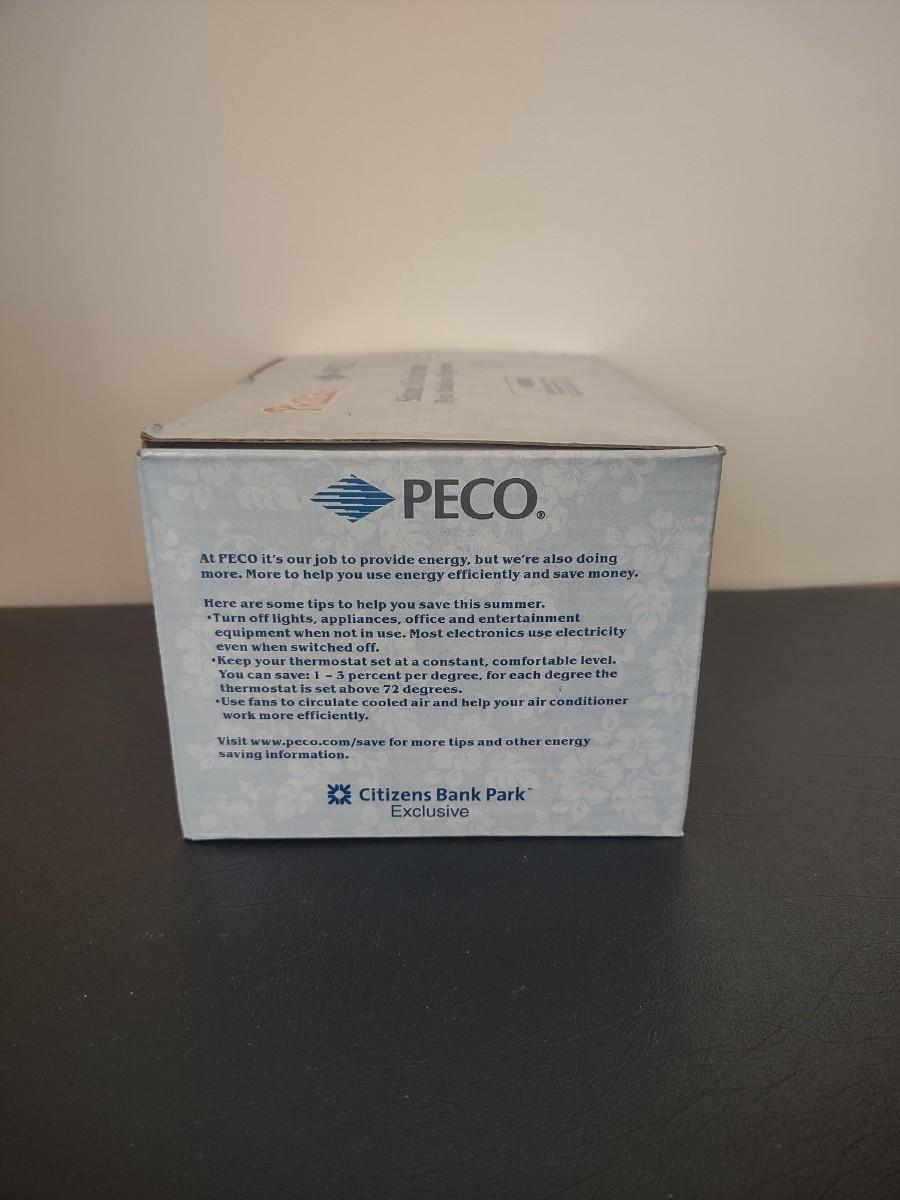 Phillies
PECO®
At PECO it's our job to provide energy, but we're also doing
more. More to help you use energy efficiently and save money.
Here are some tips to help you save this summer.
•Turn off lights, appliances, office and entertainment
equipment when not in use. Most electronics use electricity
even when switched off.
•Keep your thermostat set at a constant, comfortable level.
You can save: 1 – 3 percent per degree, for each degree the
thermostat is set above 72 degrees.
•Use fans to circulate cooled air and help your air conditioner
work more efficiently.
Visit www.peco.com/save for more tips and other energy
saving information.
Citizens Bank Park™
Exclusive